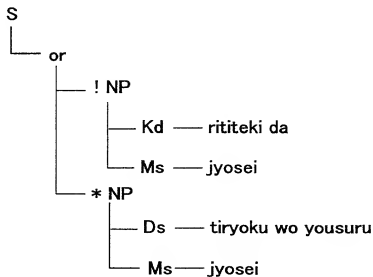 S
or
! NP
Kd rititeki da
Ms jyosei
* NP
Ds tiryoku wo yousuru
Ms jyosei